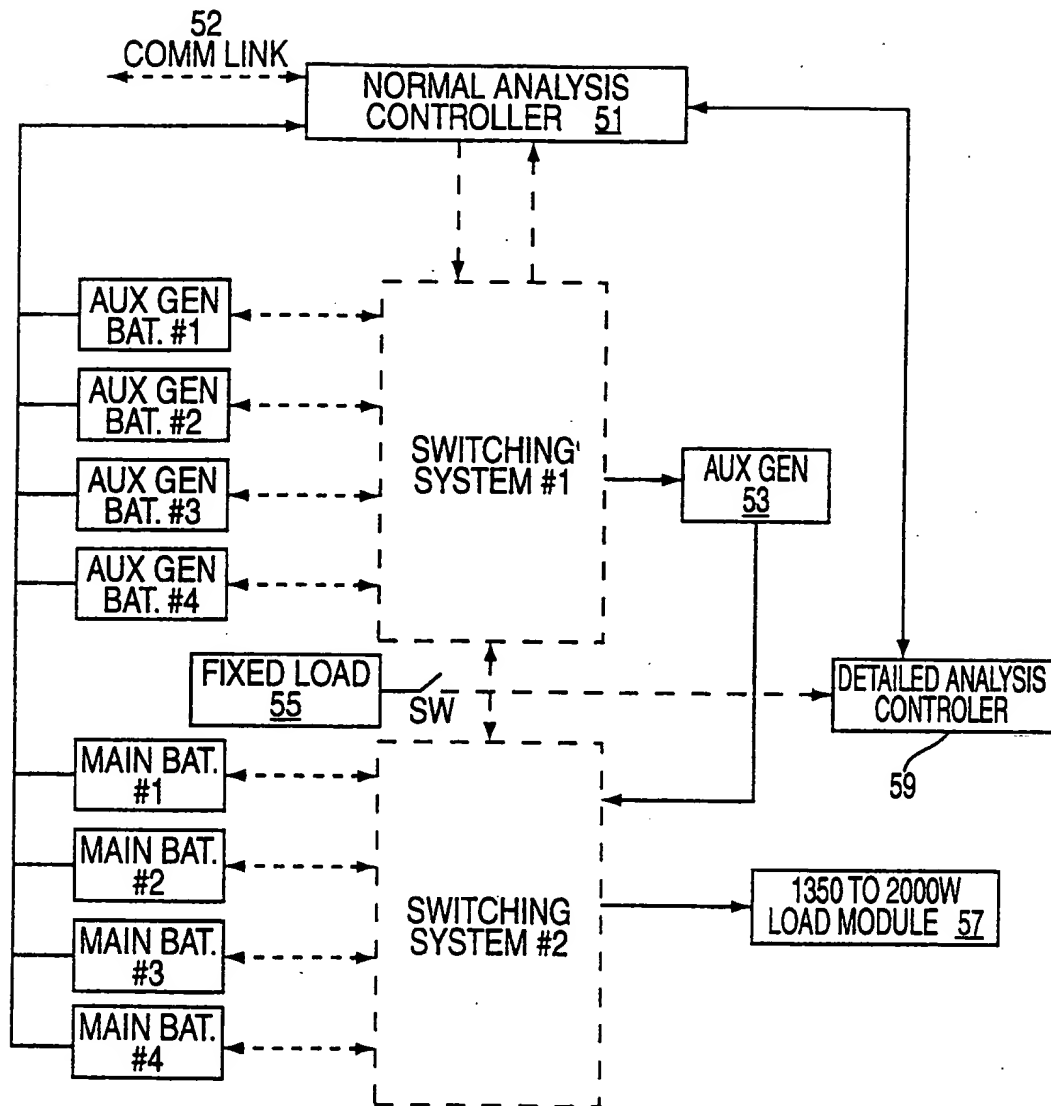 52
COMM LINK
NORMAL ANALYSIS
CONTROLLER 51
AUX GEN
BAT. #1
AUX GEN
BAT. #2
AUX GEN
BAT. #3
AUX GEN
BAT. #4
SWITCHING
SYSTEM #1
AUX GEN
53
FIXED LOAD
55
SW
DETAILED ANALYSIS
CONTROLER
59
MAIN BAT.
#1
MAIN BAT.
#2
MAIN BAT.
#3
MAIN BAT.
#4
SWITCHING
SYSTEM #2
1350 TO 2000W
LOAD MODULE 57